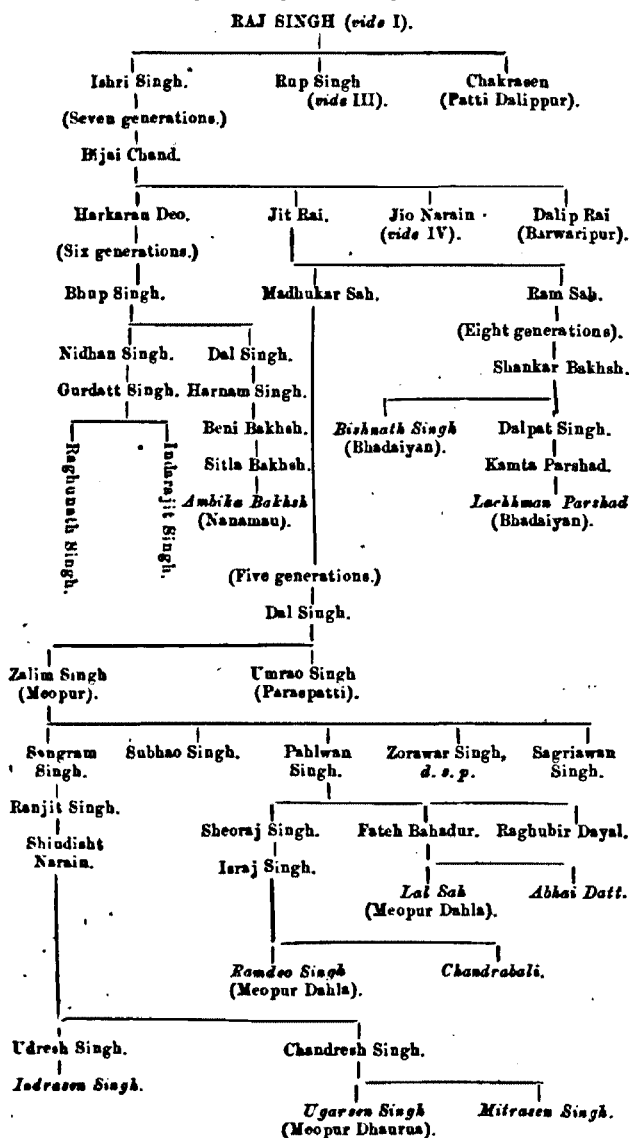 RAJ SINGH (vide I).
Ishri Singh. Rup Singh Chakrasen
(vide III). (Patti Dalippur).
(Seven generations.)
Bijai Chand.
Harkaran Deo. Jit Rai. Jio Narain Dalip Rai
(vide IV). (Barwaripur).
(Six generations.)
Bhup Singh. Madhukar Sah. Ram Sah.
(Eight generations).
Nidhan Singh. Dal Singh.
Shankar Bakhsh.
Gurdatt Singh. Harnam Singh.
Beni Bakhsh. Bishnath Singh Dalpat Singh.
(Bhadaiyan).
Sitla Bakhsh. Kamta Parshad.
Raghunath Singh.
Indarajit Singh.
Ambika Bakhsh Lachhman Parshad
(Nanamau). (Bhadaiyan).
(Five generations.)
Dal Singh.
Zalim Singh Umrao Singh
(Meopur). (Paraspatti).
Sangram Subhao Singh. Pahlwan Zorawar Singh, Sagriawan
Singh. Singh. d. s. p. Singh.
Ranjit Singh.
Sheoraj Singh. Fateh Bahadur. Raghubir Dayal.
Shiudisht
Narain. Israj Singh.
Lal Sah Abhai Datt.
(Meopur Dahla).
Ramdeo Singh Chandrabali.
(Meopur Dahla).
Udresh Singh. Chandresh Singh.
Indrasen Singh.
Ugarsen Singh Mitrasen Singh.
(Meopur Dhaurua).